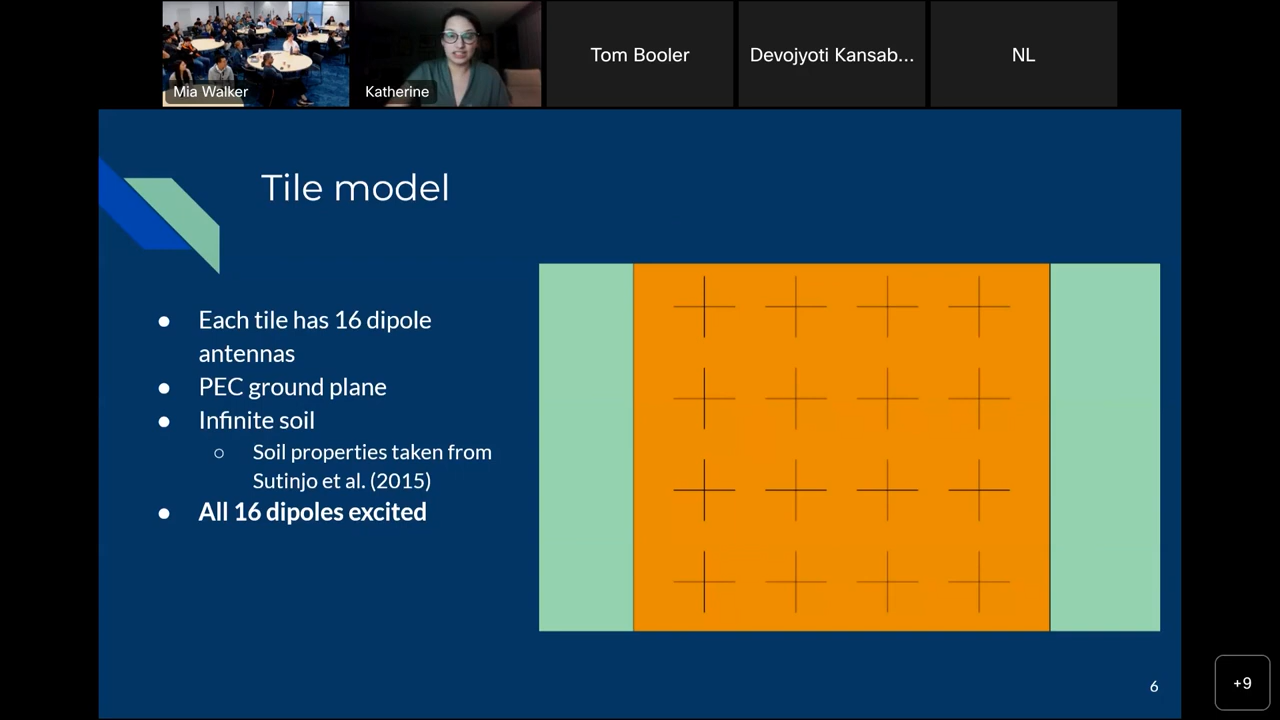 Mia Walker
Katherine
Tom Booler
Devojyoti Kansab...
NL
Tile model
● Each tile has 16 dipole
antennas
● PEC ground plane
● Infinite soil
○ Soil properties taken from
Sutinjo et al. (2015)
● All 16 dipoles excited
6
+9